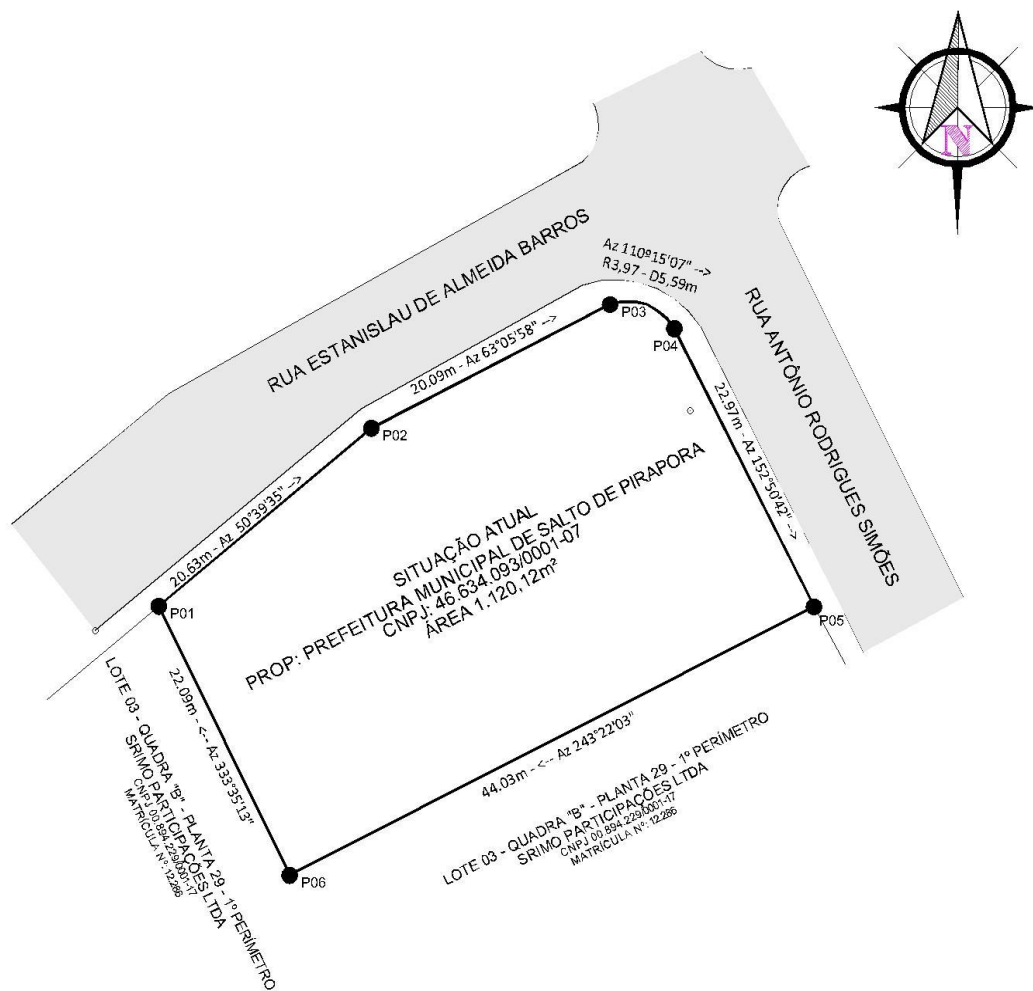 N
RUA ESTANISLAU DE ALMEIDA BARROS
Az 110º15'07" -->
R3,97 - D5,59m
RUA ANTÔNIO RODRIGUES SIMÕES
20.09m - Az 63°05'58" -->
P03
P04
P02
20.63m - Az 50°39'35" -->
22.97m - Az 152°50'42" -->
P01
P05
P06
SITUAÇÃO ATUAL
PROP: PREFEITURA MUNICIPAL DE SALTO DE PIRAPORA
CNPJ: 46.634.093/0001-07
ÁREA 1.120,12m²
22.09m - <-- Az 333°35'13"
44.03m - <-- Az 243°22'03"
LOTE 03 - QUADRA "B" - PLANTA 29 - 1º PERÍMETRO
SRIMO PARTICIPAÇÕES LTDA
CNPJ 00.894.229/0001-17
MATRÍCULA Nº: 12.286
LOTE 03 - QUADRA "B" - PLANTA 29 - 1º PERÍMETRO
SRIMO PARTICIPAÇÕES LTDA
CNPJ 00.894.229/0001-17
MATRÍCULA Nº: 12.286